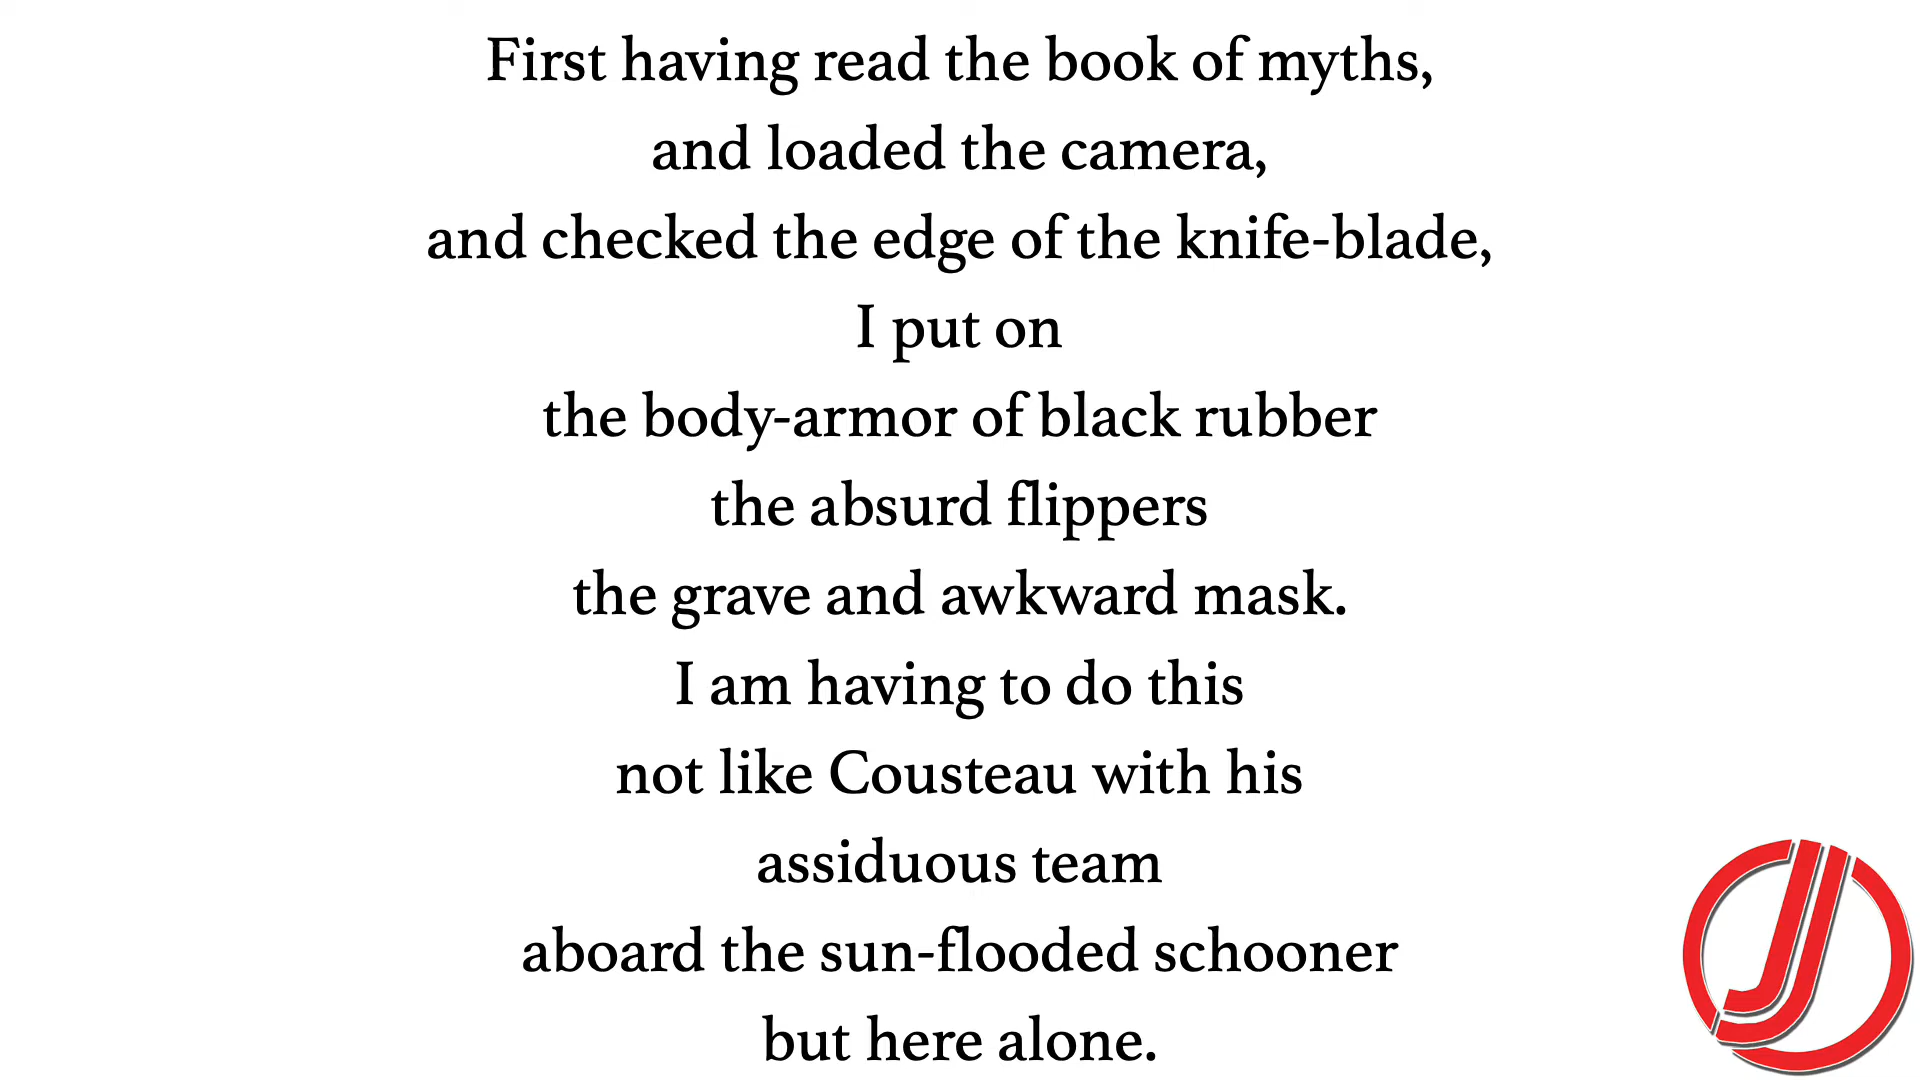 First having read the book of myths,
and loaded the camera,
and checked the edge of the knife-blade,
I put on
the body-armor of black rubber
the absurd flippers
the grave and awkward mask.
I am having to do this
not like Cousteau with his
assiduous team
aboard the sun-flooded schooner
but here alone.